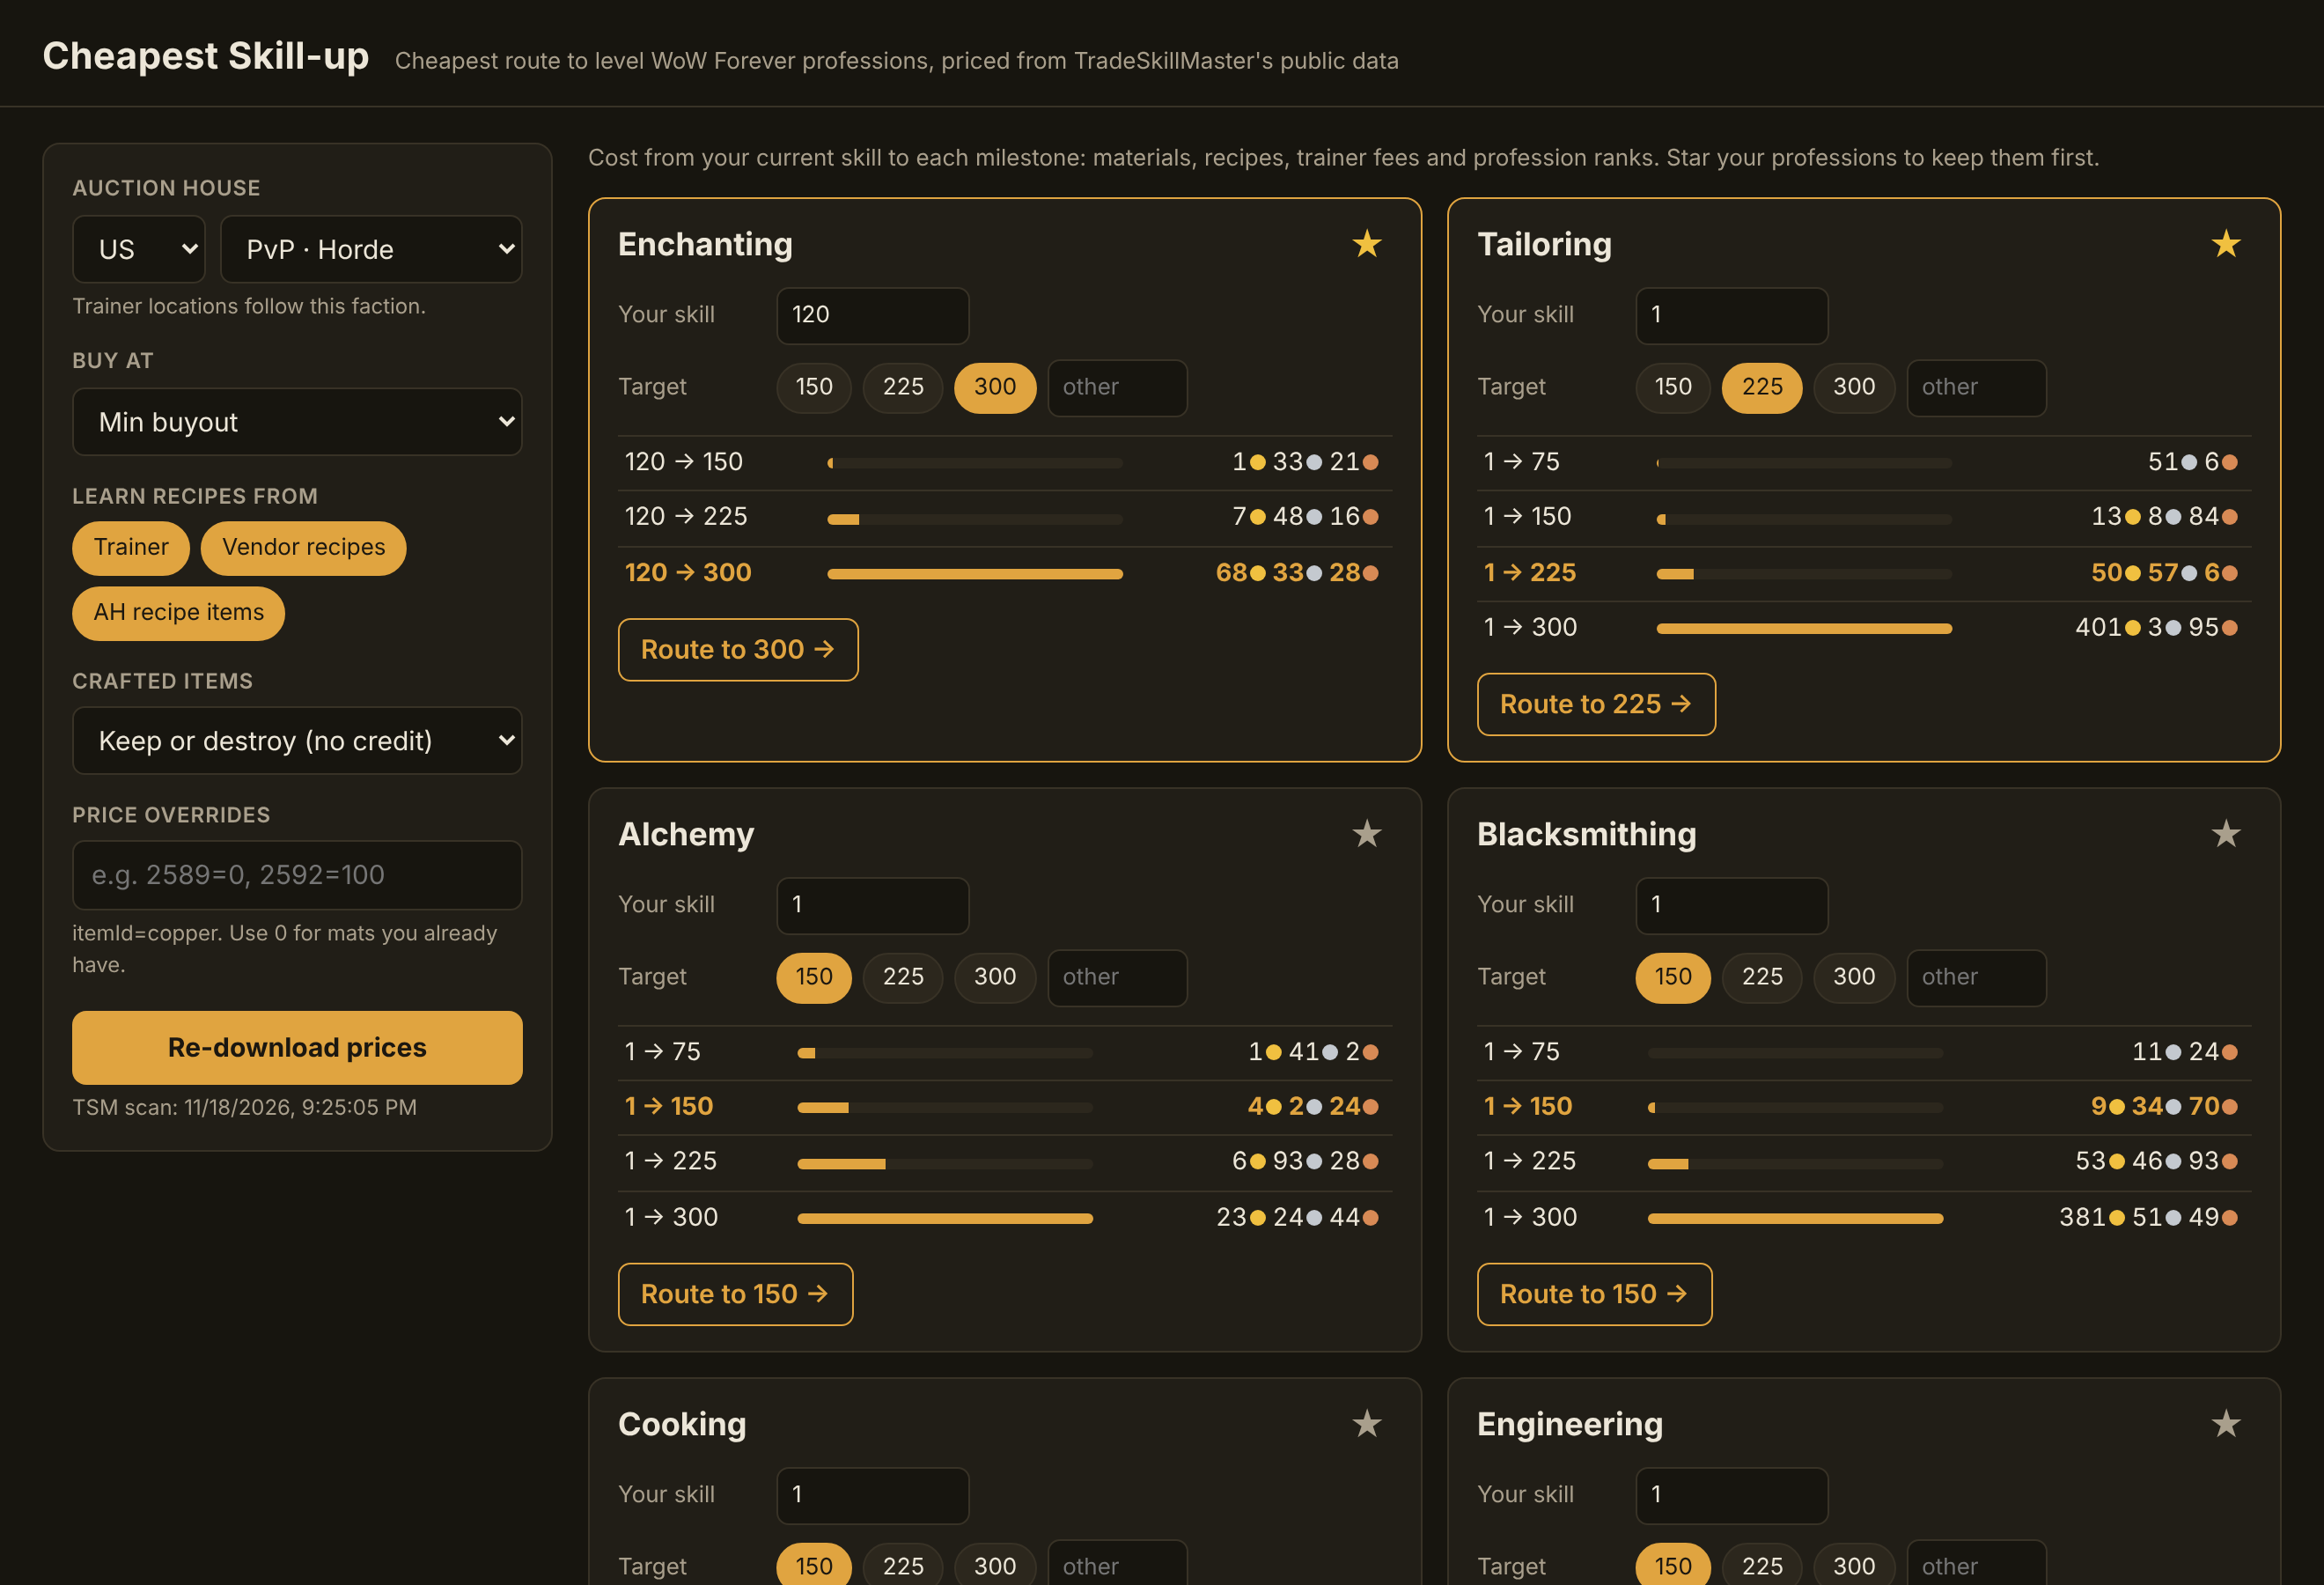 Cheapest Skill-up
Cheapest route to level WoW Forever professions, priced from TradeSkillMaster's public data
AUCTION HOUSE
US
PvP · Horde
Trainer locations follow this faction.
BUY AT
Min buyout
LEARN RECIPES FROM
Trainer
Vendor recipes
AH recipe items
CRAFTED ITEMS
Keep or destroy (no credit)
PRICE OVERRIDES
e.g. 2589=0, 2592=100
itemId=copper. Use 0 for mats you already
have.
Re-download prices
TSM scan: 11/18/2026, 9:25:05 PM
Cost from your current skill to each milestone: materials, recipes, trainer fees and profession ranks. Star your professions to keep them first.
Enchanting ★
Your skill 120
Target 150 225 300 other
120 → 150 1 33 21
120 → 225 7 48 16
120 → 300 68 33 28
Route to 300 →
Tailoring ★
Your skill 1
Target 150 225 300 other
1 → 75 51 6
1 → 150 13 8 84
1 → 225 50 57 6
1 → 300 401 3 95
Route to 225 →
Alchemy ★
Your skill 1
Target 150 225 300 other
1 → 75 1 41 2
1 → 150 4 2 24
1 → 225 6 93 28
1 → 300 23 24 44
Route to 150 →
Blacksmithing ★
Your skill 1
Target 150 225 300 other
1 → 75 11 24
1 → 150 9 34 70
1 → 225 53 46 93
1 → 300 381 51 49
Route to 150 →
Cooking ★
Your skill 1
Target 150 225 300 other
Engineering ★
Your skill 1
Target 150 225 300 other